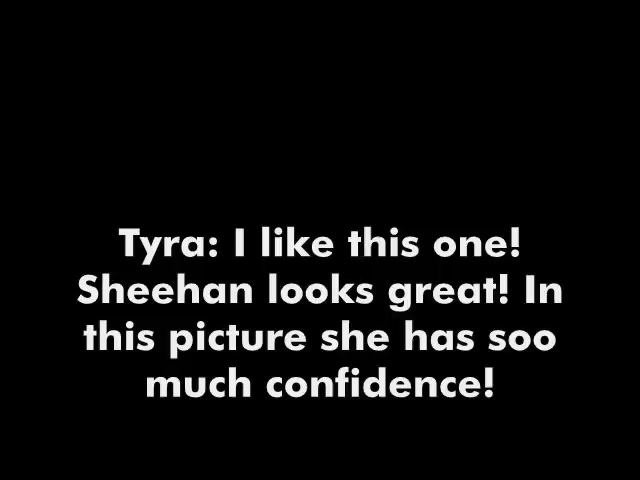 Tyra: I like this one!
Sheehan looks great! In
this picture she has soo
much confidence!